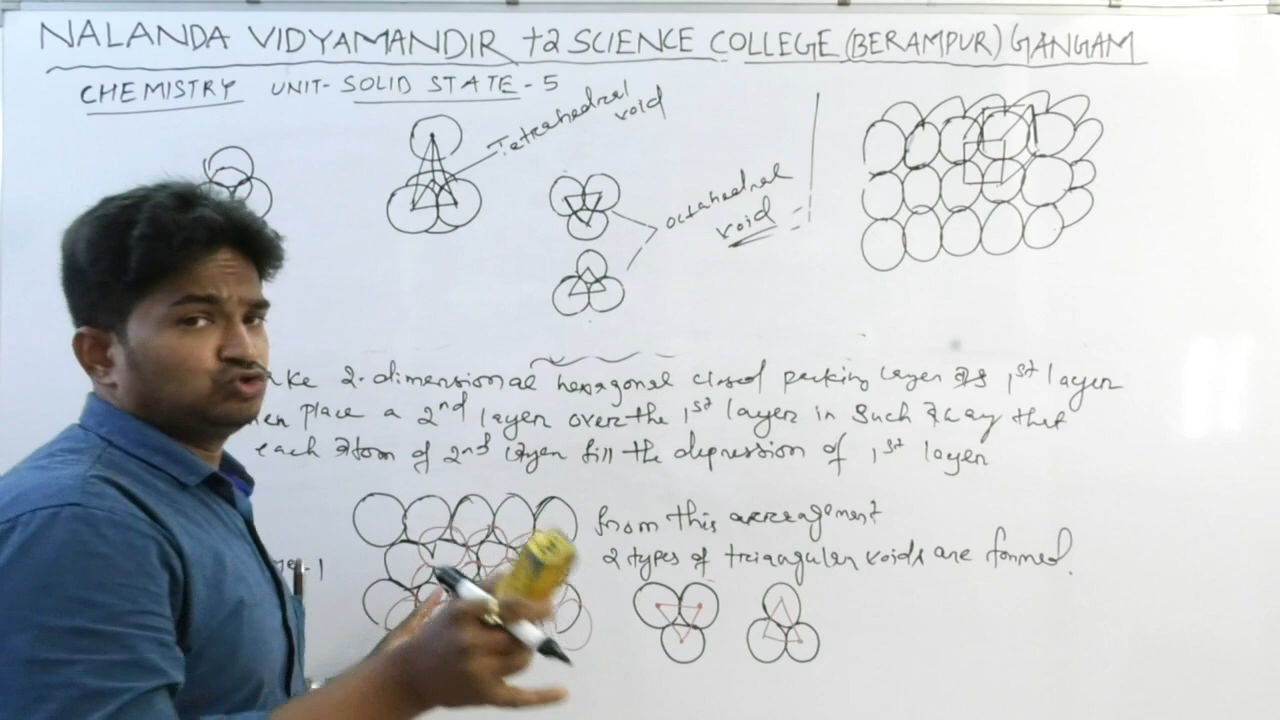 NALANDA VIDYAMANDIR +2 SCIENCE COLLEGE (BERAMPUR) GANGAM
CHEMISTRY UNIT- SOLID STATE - 5
Tetrahedral
void
octahedral
void
ke 2-dimensional hexagonal closed packing layer as 1st layer
en place a 2nd layer over the 1st layer in such a way that
each atom of 2nd layer fill the depression of 1st layer
from this arreagement
-1
2 types of triangular voids are formed.